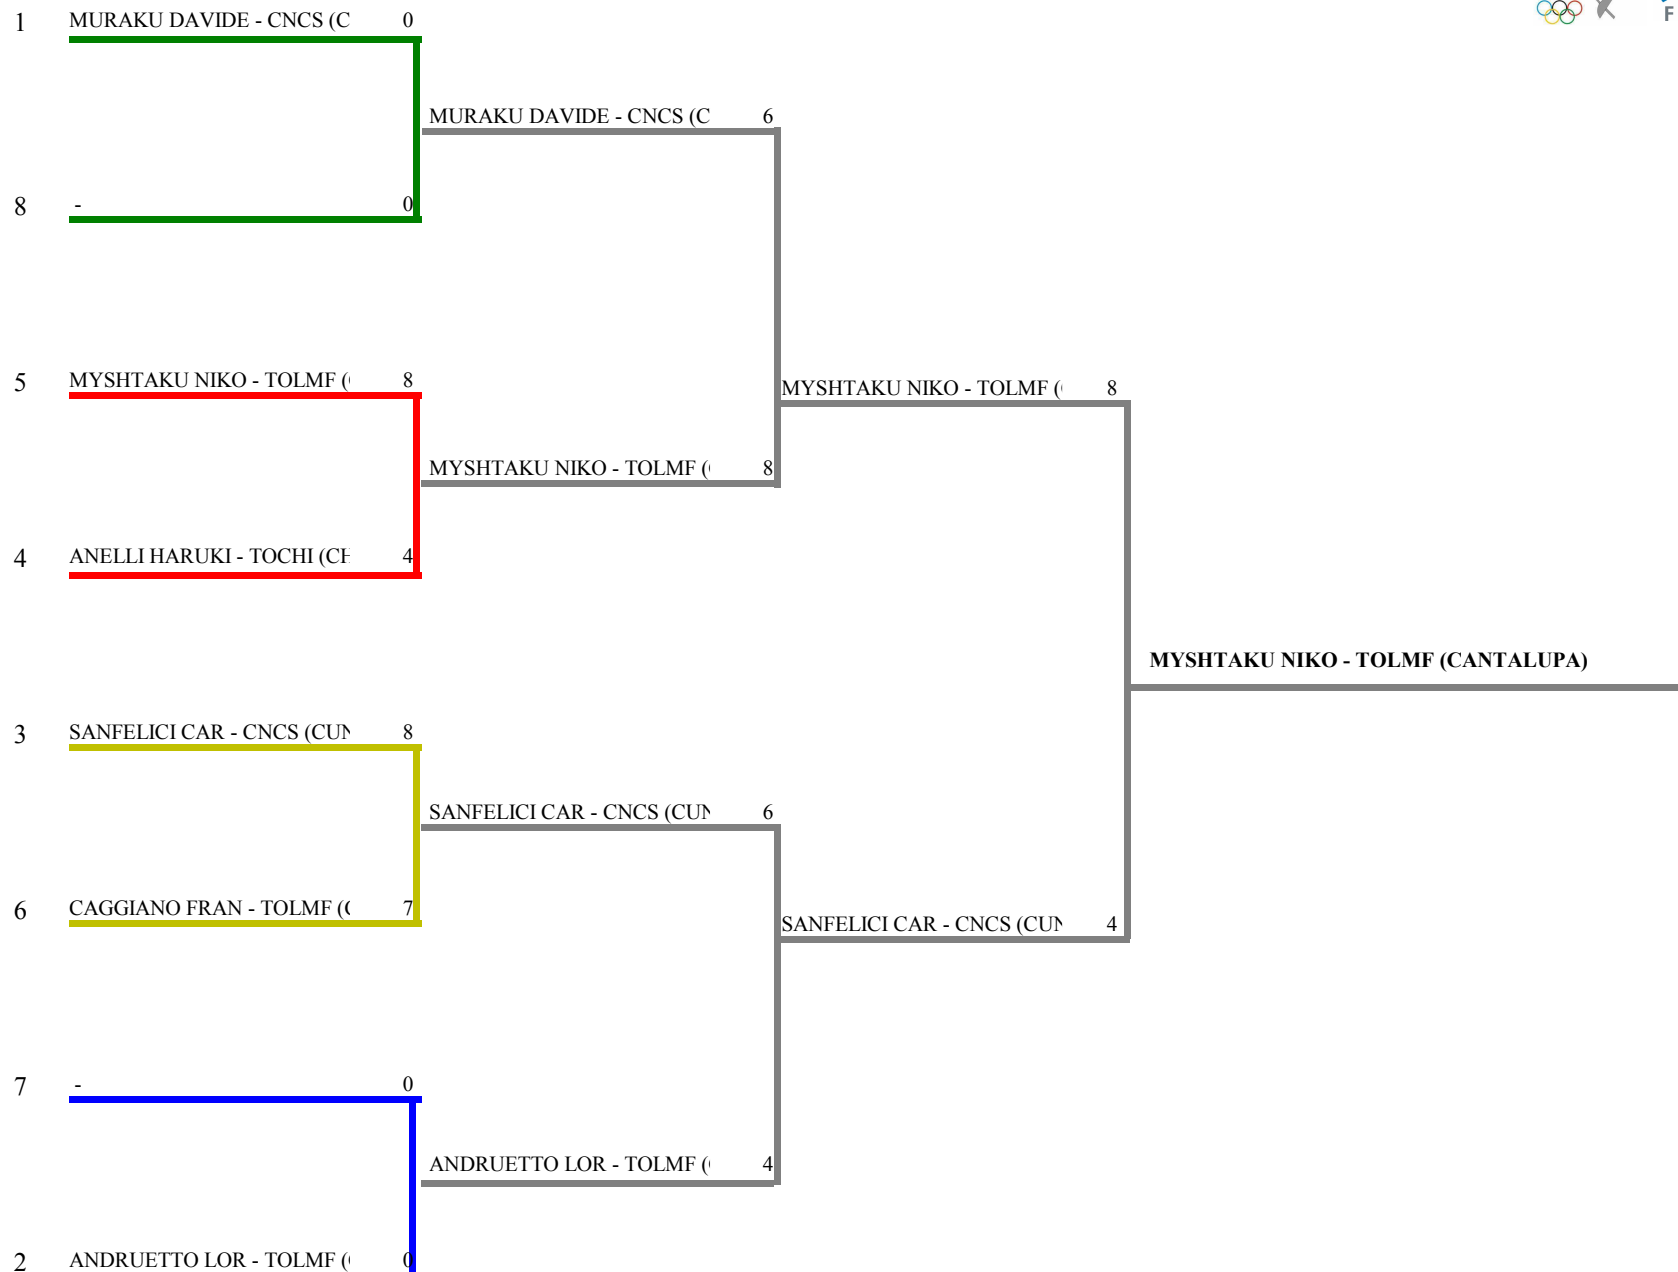 1 MURAKU DAVIDE - CNCS (C 0
F
MURAKU DAVIDE - CNCS (C 6
8 - 0
5 MYSHTAKU NIKO - TOLMF ( 8
MYSHTAKU NIKO - TOLMF ( 8
MYSHTAKU NIKO - TOLMF ( 8
4 ANELLI HARUKI - TOCHI (CH 4
MYSHTAKU NIKO - TOLMF (CANTALUPA)
3 SANFELICI CAR - CNCS (CUN 8
SANFELICI CAR - CNCS (CUN 6
6 CAGGIANO FRAN - TOLMF (C 7
SANFELICI CAR - CNCS (CUN 4
7 - 0
ANDRUETTO LOR - TOLMF ( 4
2 ANDRUETTO LOR - TOLMF ( 0